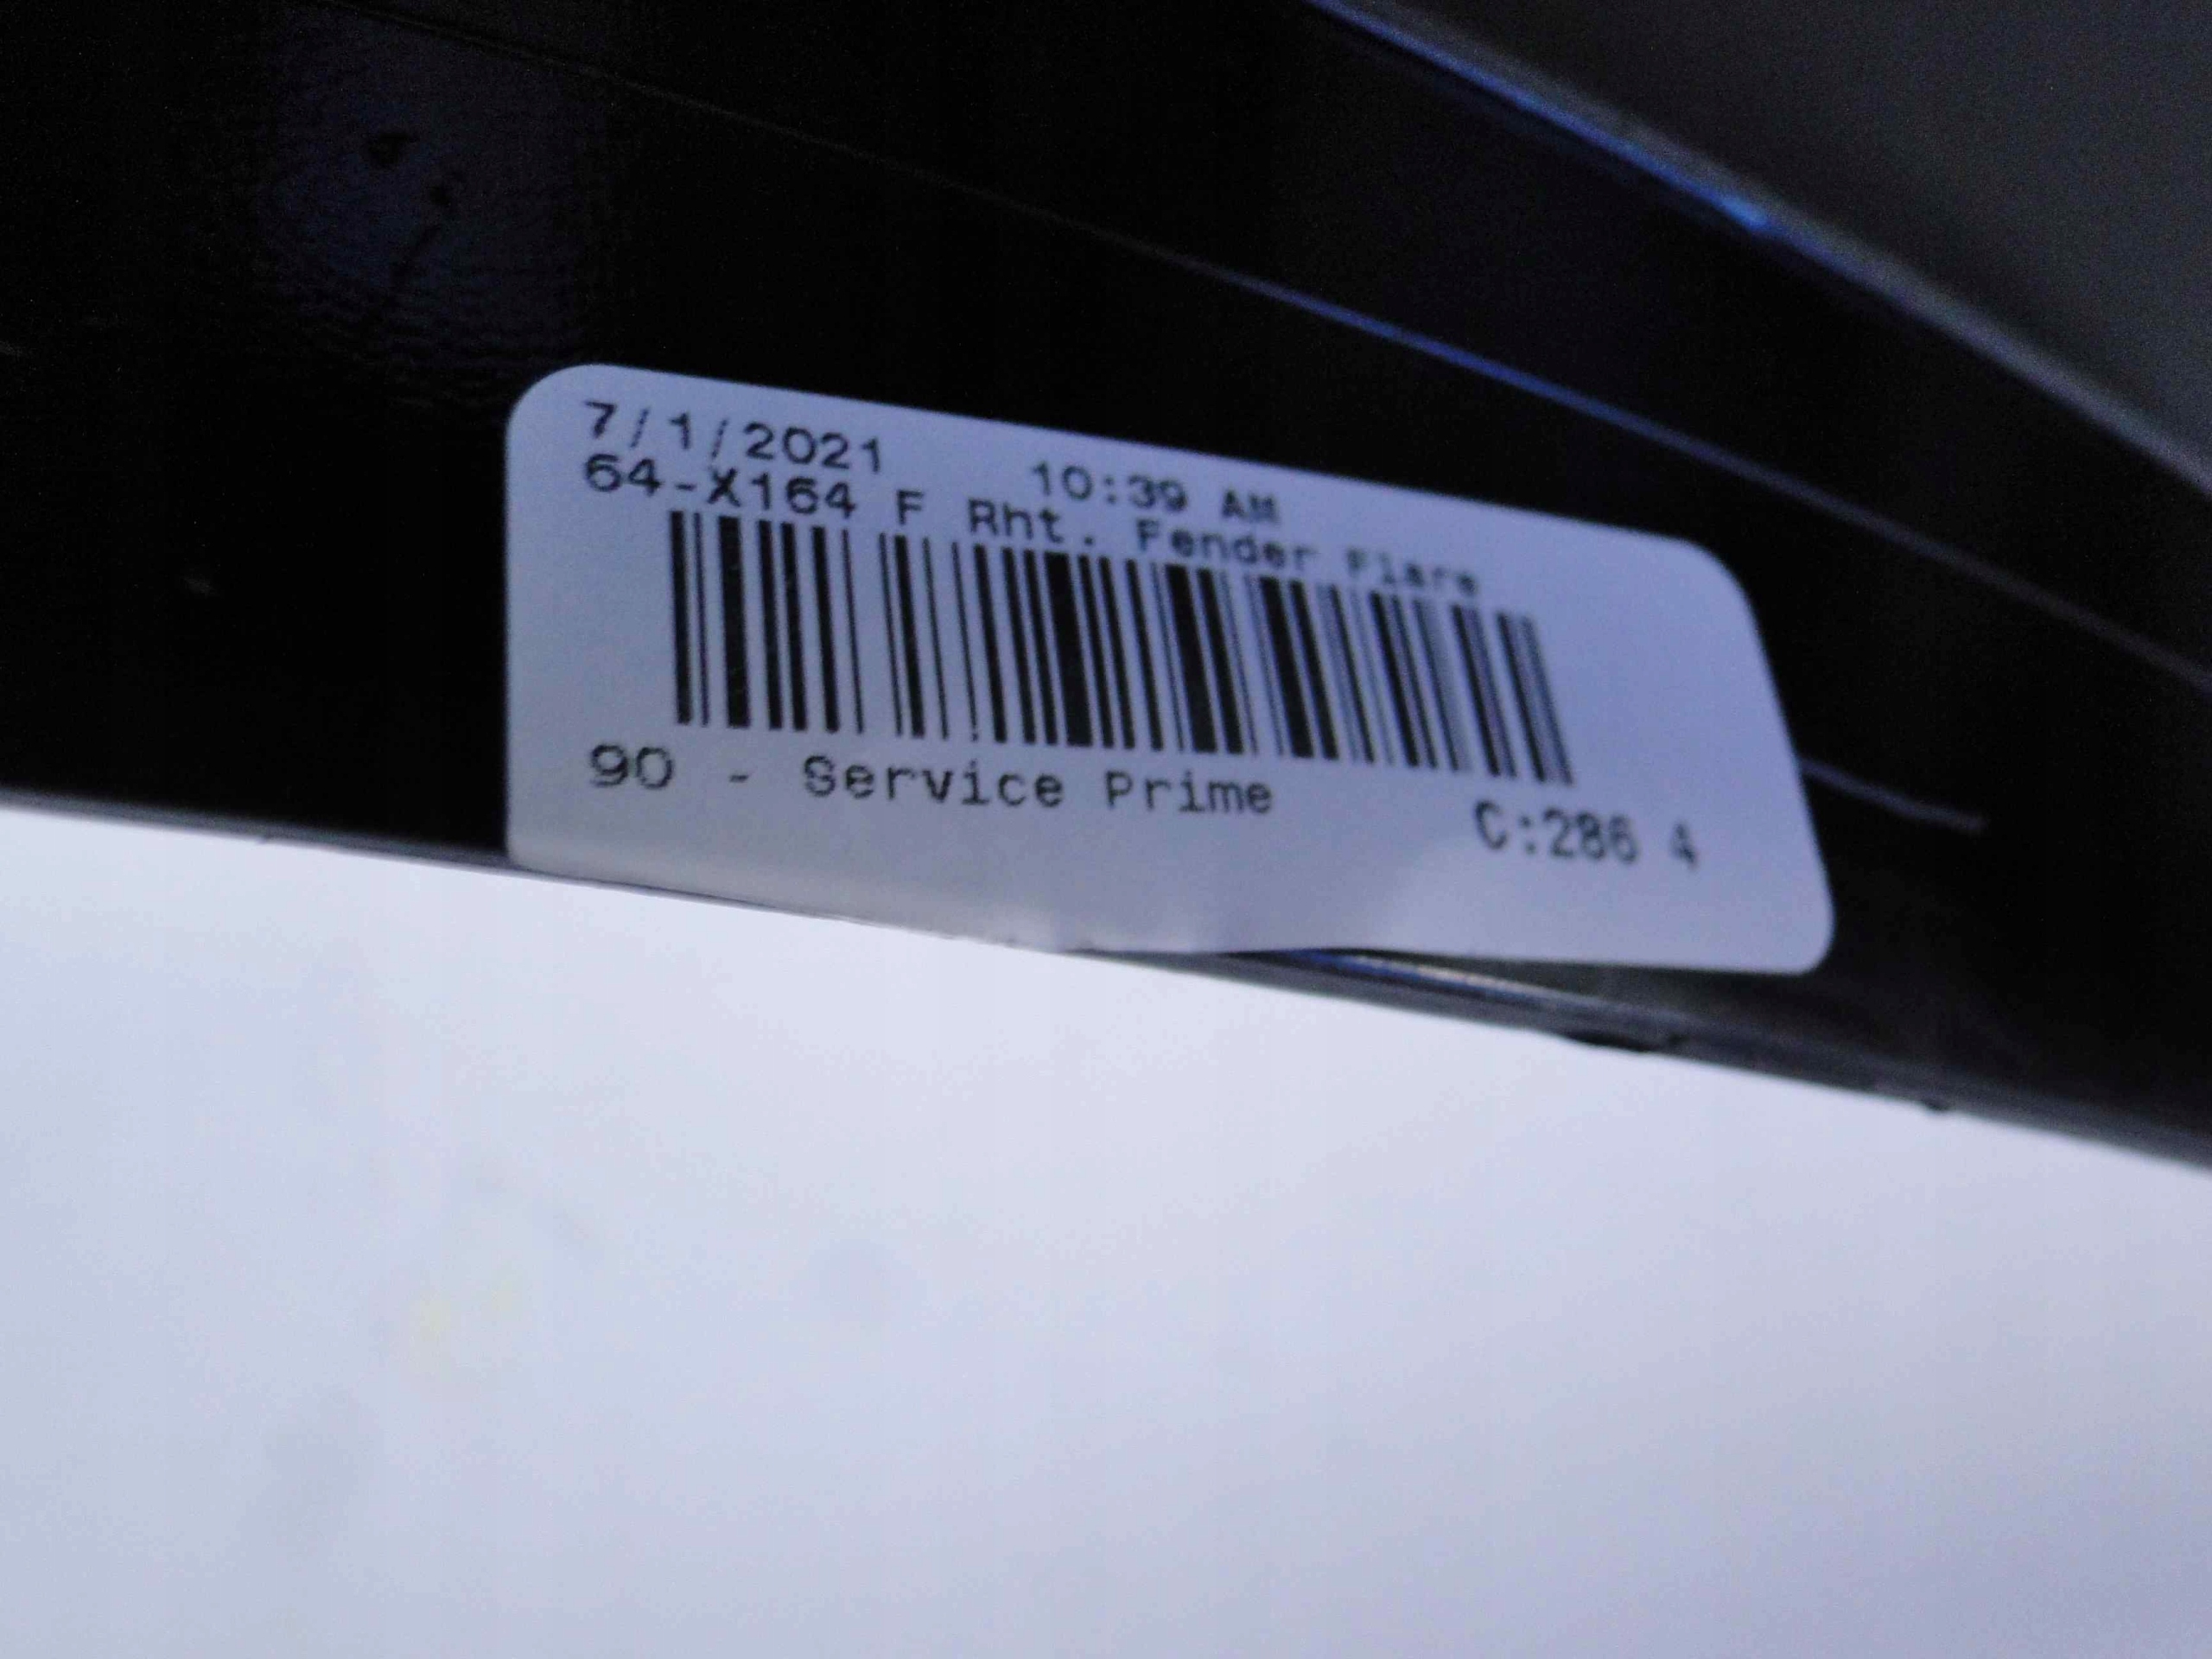 7/1/2021 10:39 AM
64-X164 F Rht. Fender Flare
90 - Service Prime
C:286 4